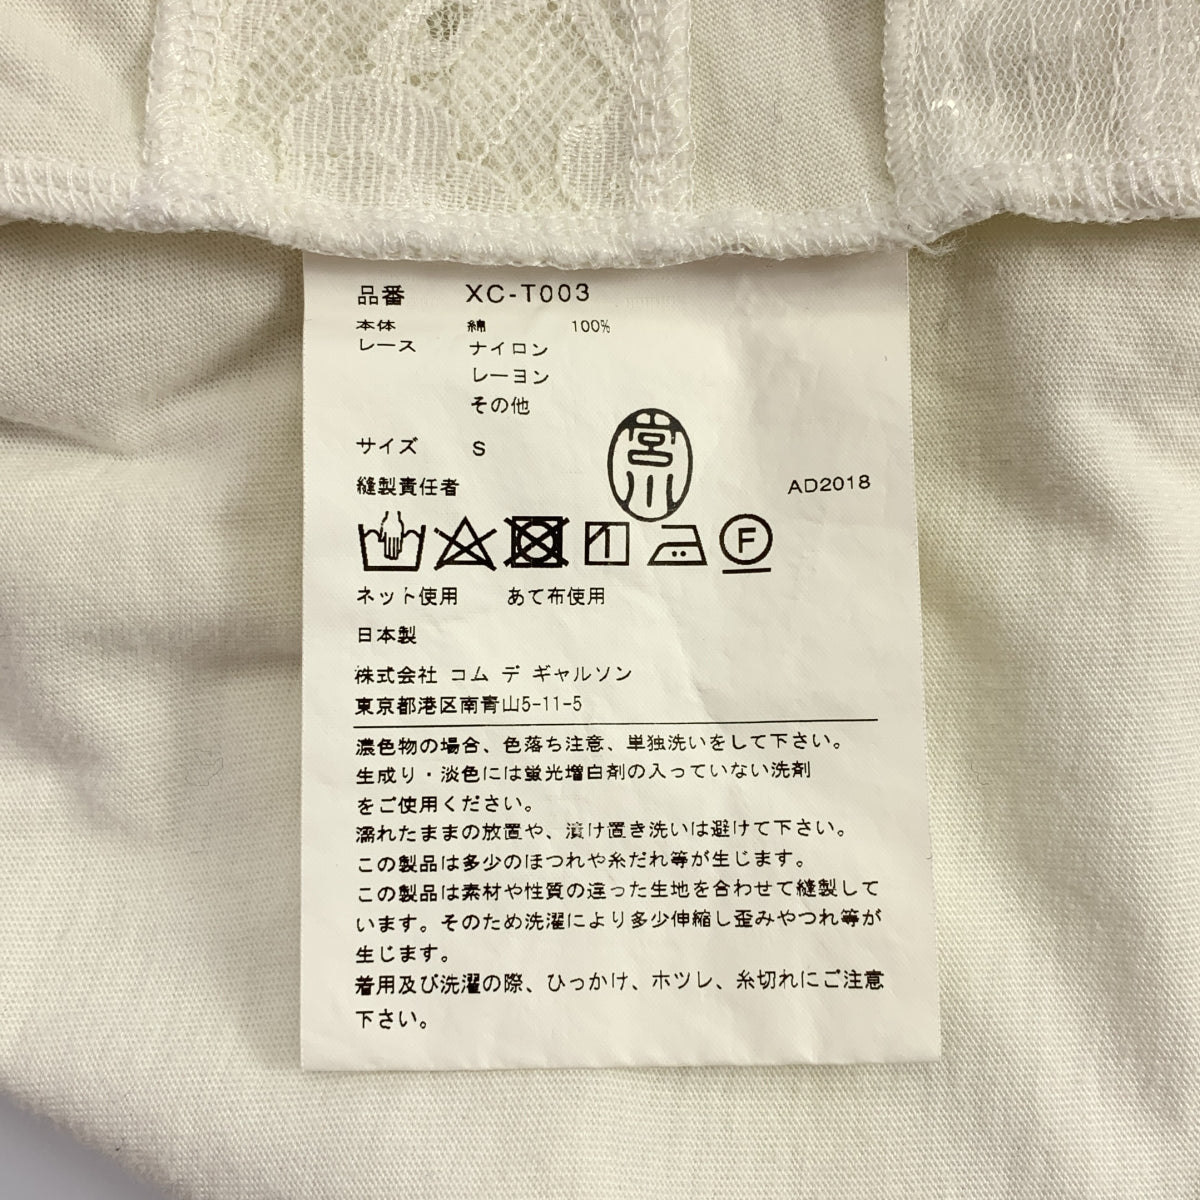 品番 XC-T003
本体 綿 100%
レース ナイロン
レーヨン
その他
サイズ S
宮川
縫製責任者 AD2018
F
ネット使用 あて布使用
日本製
株式会社 コム デ ギャルソン
東京都港区南青山5-11-5
濃色物の場合、色落ち注意、単独洗いをして下さい。
生成り・淡色には蛍光増白剤の入っていない洗剤
をご使用ください。
濡れたままの放置や、漬け置き洗いは避けて下さい。
この製品は多少のほつれや糸だれ等が生じます。
この製品は素材や性質の違った生地を合わせて縫製して
います。そのため洗濯により多少伸縮し歪みやつれ等が
生じます。
着用及び洗濯の際、ひっかけ、ホツレ、糸切れにご注意
下さい。